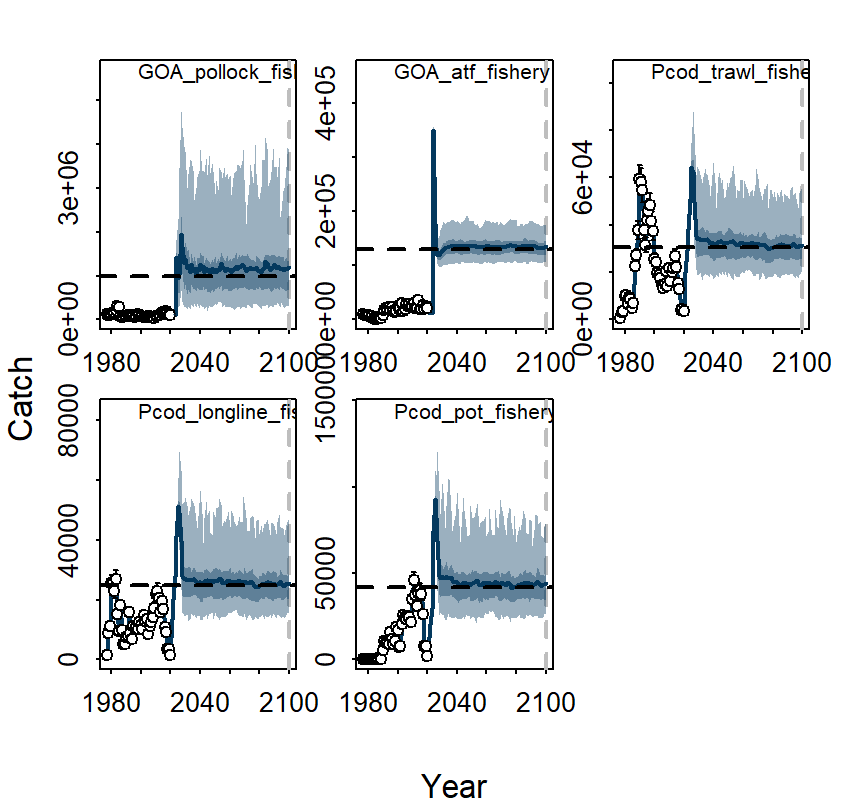 GOA_pollock_fis
GOA_atf_fishery
Pcod_trawl_fishe
0e+00
3e+06
0e+00
2e+05
4e+05
0e+00
6e+04
1980
2040
2100
1980
2040
2100
1980
2040
2100
Catch
Pcod_longline_fis
Pcod_pot_fishery
0
40000
80000
0
50000
150000
1980
2040
2100
1980
2040
2100
Year